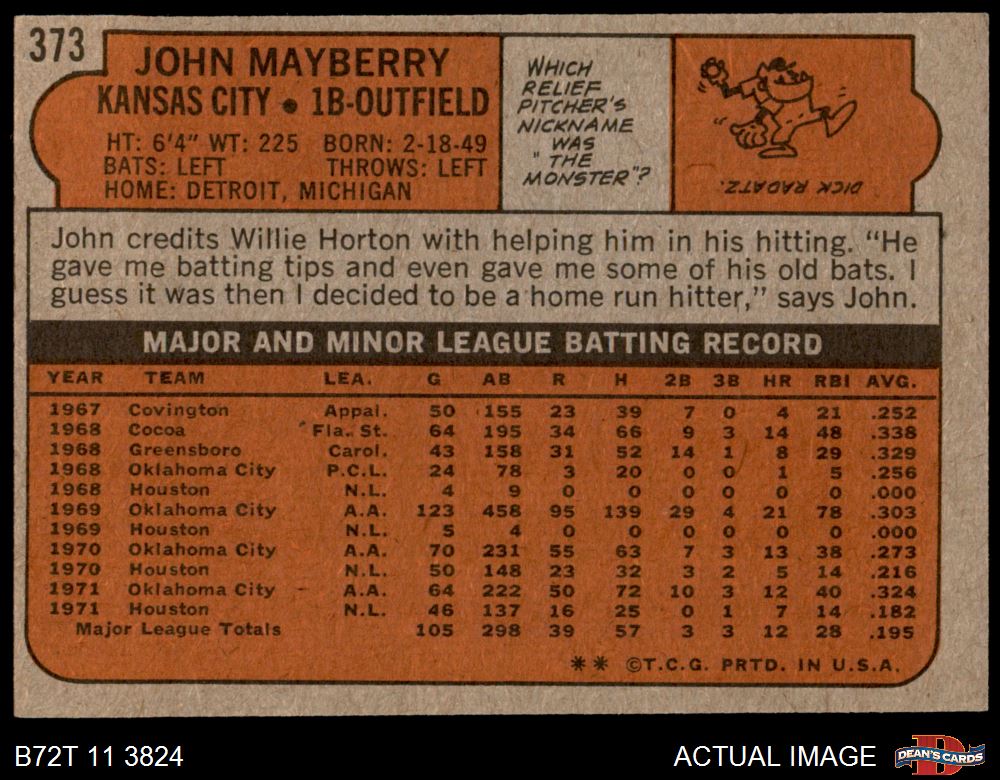 373
JOHN MAYBERRY
KANSAS CITY • 1B-OUTFIELD
HT: 6'4" WT: 225 BORN: 2-18-49
BATS: LEFT THROWS: LEFT
HOME: DETROIT, MICHIGAN
WHICH
RELIEF
PITCHER'S
NICKNAME
WAS
"THE
MONSTER"?
DICK RADATZ.
John credits Willie Horton with helping him in his hitting. “He
gave me batting tips and even gave me some of his old bats. I
guess it was then I decided to be a home run hitter,” says John.
MAJOR AND MINOR LEAGUE BATTING RECORD
YEAR TEAM LEA. G AB R H 2B 3B HR RBI AVG.
1967 Covington Appal. 50 155 23 39 7 0 4 21 .252
1968 Cocoa Fla. St. 64 195 34 66 9 3 14 48 .338
1968 Greensboro Carol. 43 158 31 52 14 1 8 29 .329
1968 Oklahoma City P.C.L. 24 78 3 20 0 0 1 5 .256
1968 Houston N.L. 4 9 0 0 0 0 0 0 .000
1969 Oklahoma City A.A. 123 458 95 139 29 4 21 78 .303
1969 Houston N.L. 5 4 0 0 0 0 0 0 .000
1970 Oklahoma City A.A. 70 231 55 63 7 3 13 38 .273
1970 Houston N.L. 50 148 23 32 3 2 5 14 .216
1971 Oklahoma City A.A. 64 222 50 72 10 3 12 40 .324
1971 Houston N.L. 46 137 16 25 0 1 7 14 .182
Major League Totals 105 298 39 57 3 3 12 28 .195
** ©T.C.G. PRTD. IN U.S.A.
B72T 11 3824
ACTUAL IMAGE
D
DEAN'S CARDS